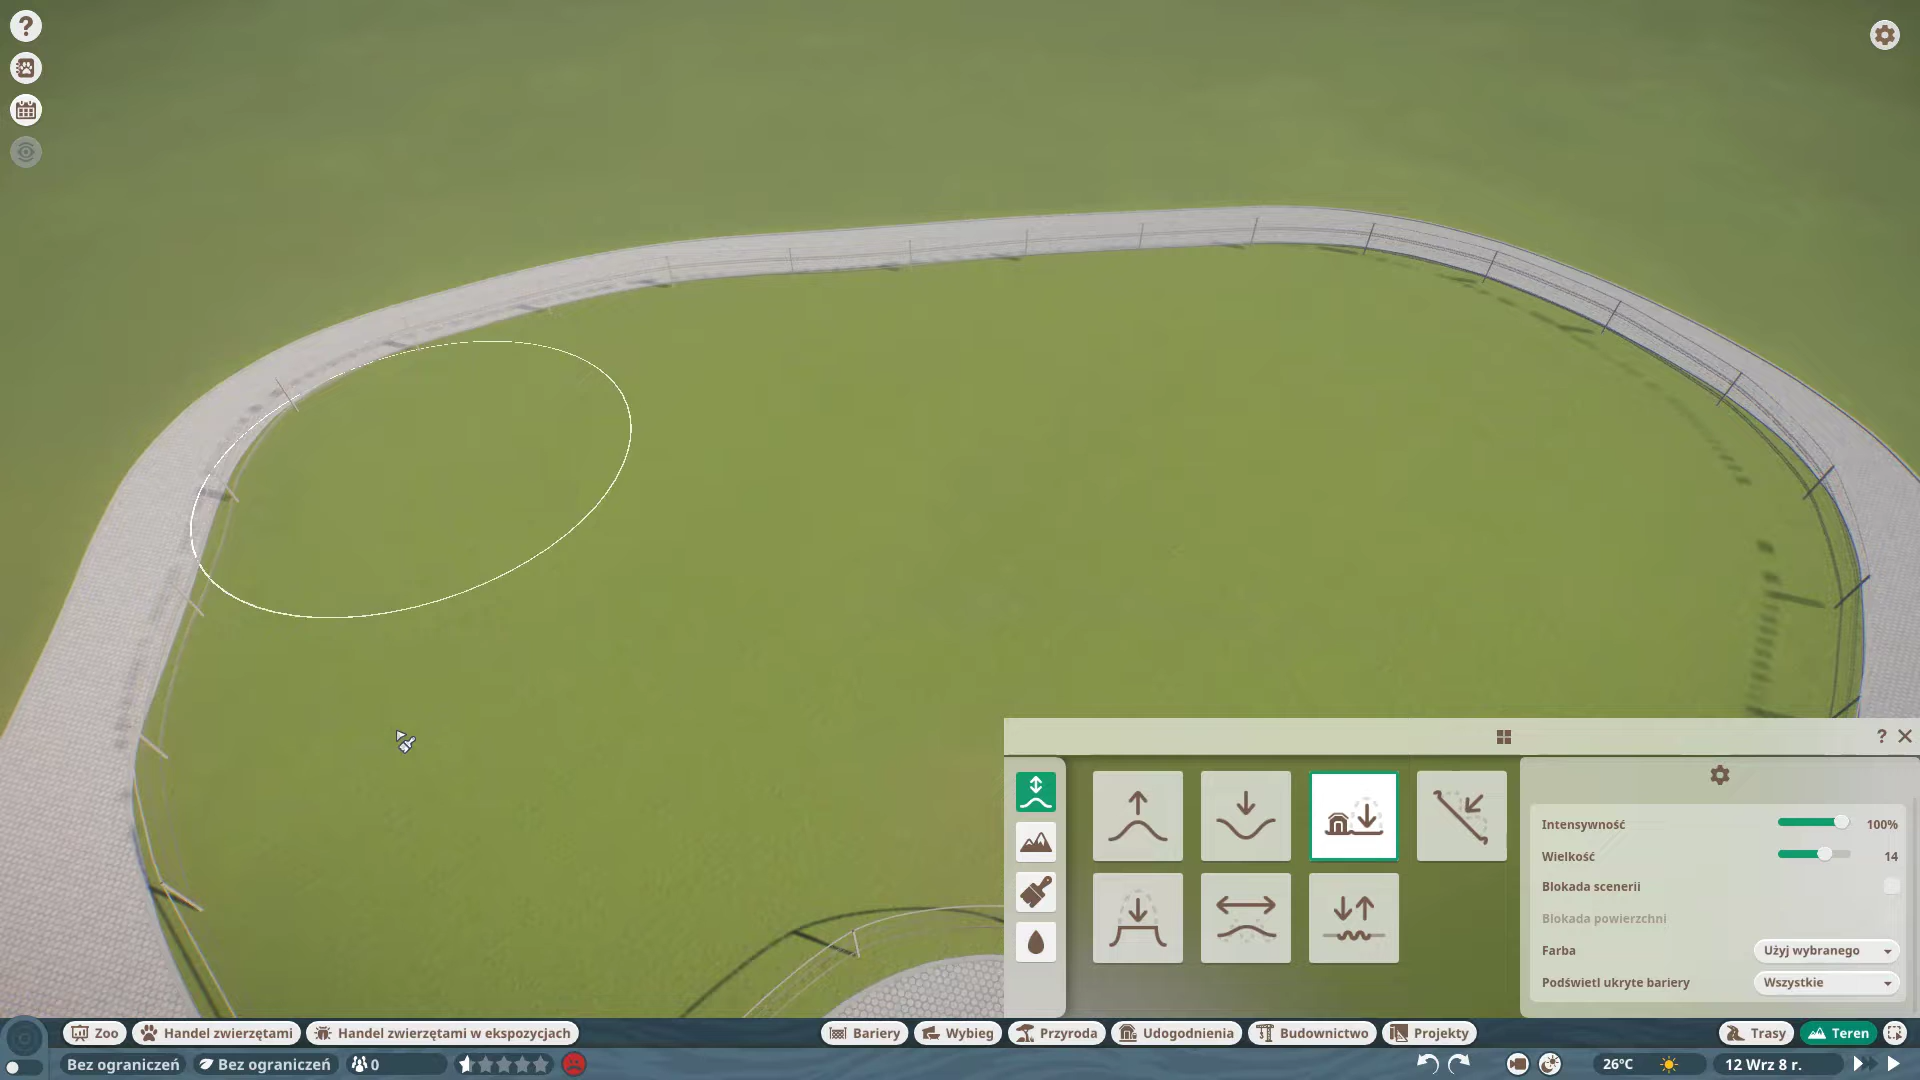 ?
?
Intensywność 100%
Wielkość 14
Blokada scenerii
Blokada powierzchni
Farba Użyj wybranego
Podświetl ukryte bariery Wszystkie
Zoo Handel zwierzętami Handel zwierzętami w ekspozycjach Bariery Wybieg Przyroda Udogodnienia Budownictwo Projekty Trasy Teren
Bez ograniczeń Bez ograniczeń 0 26°C 12 Wrz 8 r.